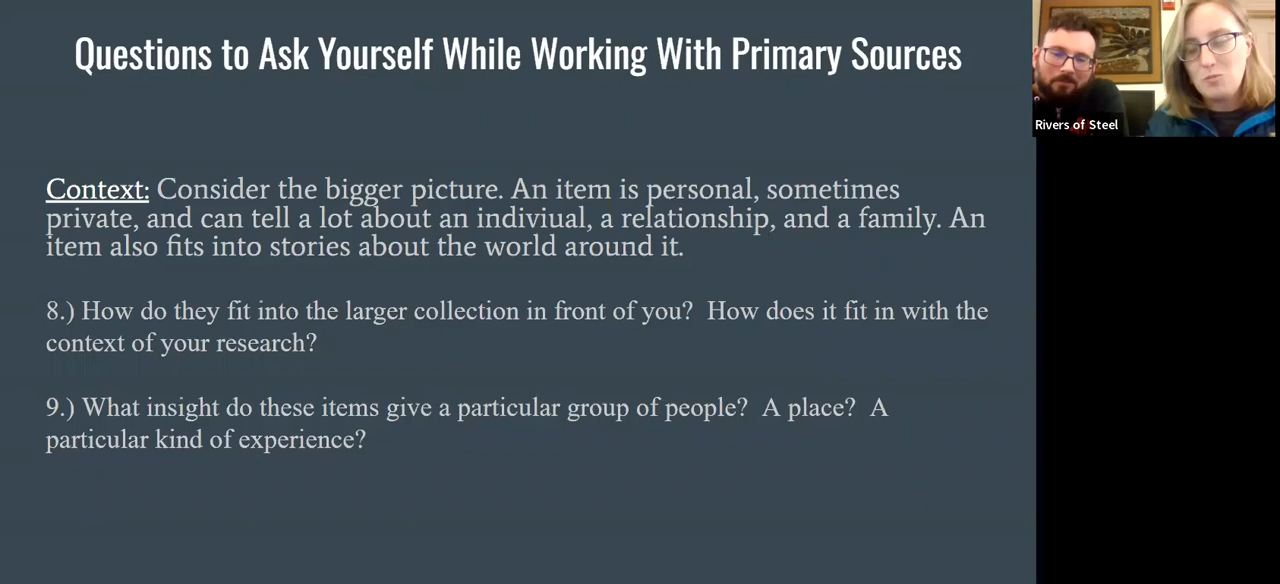 Questions to Ask Yourself While Working With Primary Sources
Rivers of Steel
Context: Consider the bigger picture. An item is personal, sometimes
private, and can tell a lot about an indiviual, a relationship, and a family. An
item also fits into stories about the world around it.
8.) How do they fit into the larger collection in front of you?  How does it fit in with the
context of your research?
9.) What insight do these items give a particular group of people?  A place?  A
particular kind of experience?